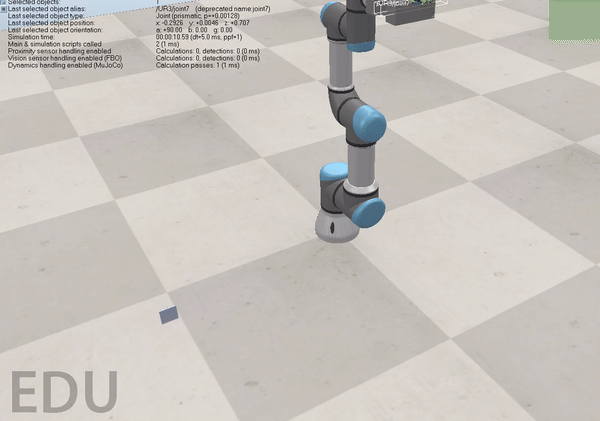 Selected objects: 1
Last selected object alias: /UR3/joint7 (deprecated name: joint7)
Last selected object type: Joint (prismatic, p=+0.00128)
Last selected object position: x: -0.2926 y: +0.0046 z: +0.707
Last selected object orientation: a: +90.00 b: 0.00 g: 0.00
Simulation time: 00:00:10.59 (dt=5.0 ms, ppf=1)
Main & simulation scripts called 2 (1 ms)
Proximity sensor handling enabled Calculations: 0, detections: 0 (0 ms)
Vision sensor handling enabled (FBO) Calculations: 0, detections: 0 (0 ms)
Dynamics handling enabled (MuJoCo) Calculation passes: 1 (1 ms)
/UR3/joint7
EDU